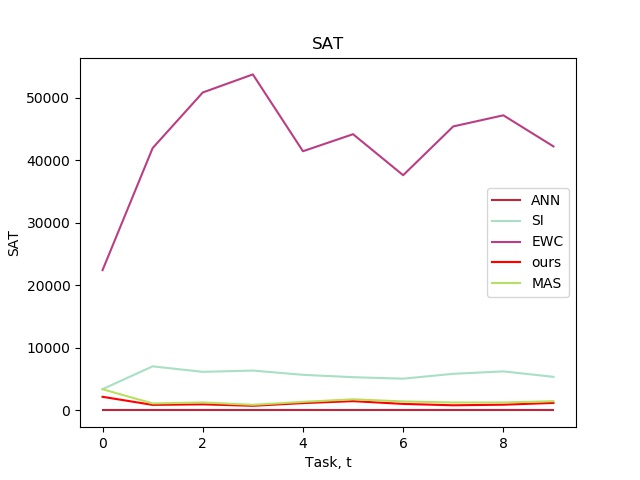 SAT
50000
40000
30000
20000
10000
0
SAT
ANN
SI
EWC
ours
MAS
0
2
4
6
8
Task, t